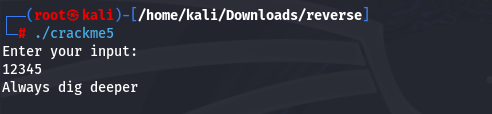 ┌──(root㉿kali)-[/home/kali/Downloads/reverse]
└─# ./crackme5
Enter your input:
12345
Always dig deeper